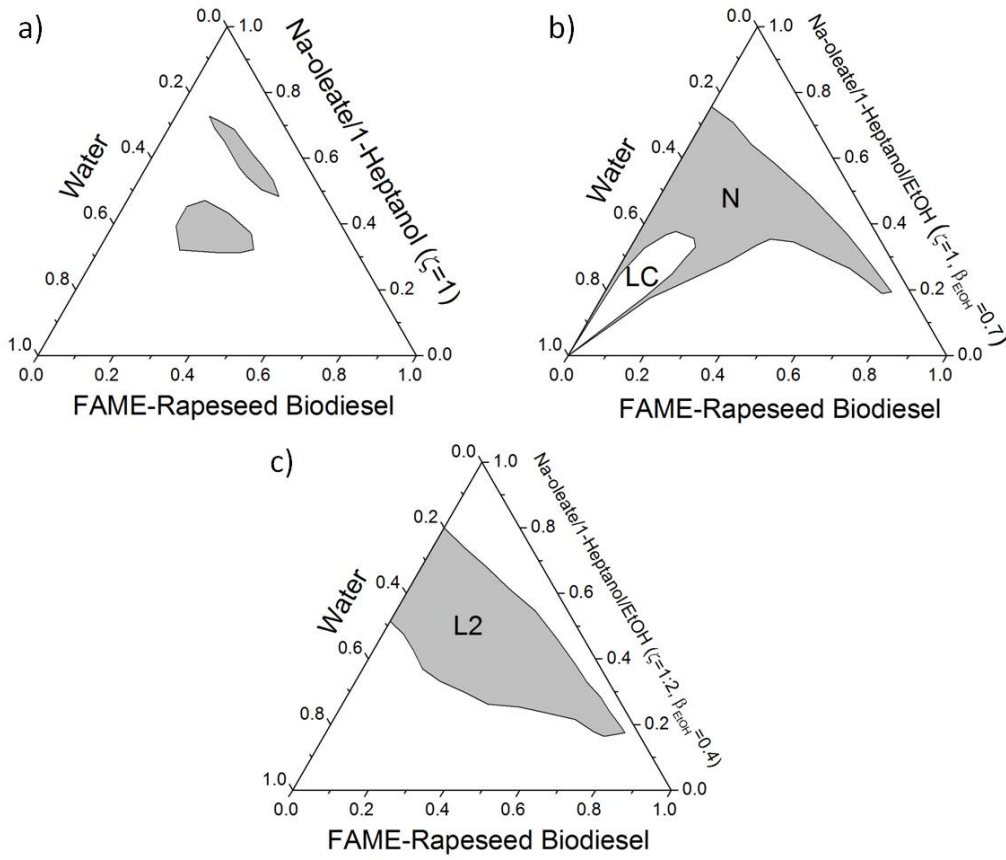 a)
0.0
1.0
0.2
0.8
0.4
0.6
0.6
0.4
0.8
0.2
1.0
0.0
Water
Na-oleate/1-Heptanol (ζ=1)
0.0 0.2 0.4 0.6 0.8 1.0
FAME-Rapeseed Biodiesel
b)
0.0
1.0
0.2
0.8
0.4
0.6
0.6
0.4
0.8
0.2
1.0
0.0
Water
Na-oleate/1-Heptanol/EtOH (ζ=1, β_EtOH=0.7)
N
LC
0.0 0.2 0.4 0.6 0.8 1.0
FAME-Rapeseed Biodiesel
c)
0.0
1.0
0.2
0.8
0.4
0.6
0.6
0.4
0.8
0.2
1.0
0.0
Water
Na-oleate/1-Heptanol/EtOH (ζ=1:2, β_EtOH=0.4)
L2
0.0 0.2 0.4 0.6 0.8 1.0
FAME-Rapeseed Biodiesel